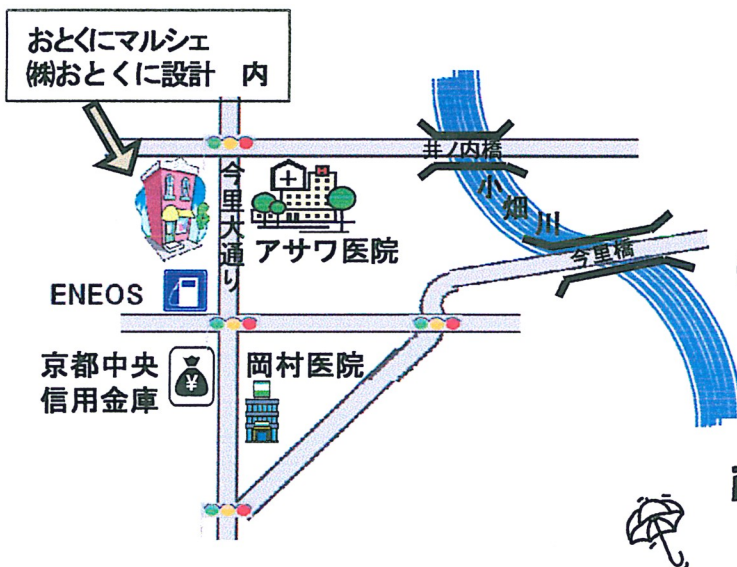 おとくにマルシェ
㈱おとくに設計 内
井ノ内橋
今里大通り
小畑川
アサワ医院
今里橋
ENEOS
京都中央
信用金庫
¥
岡村医院